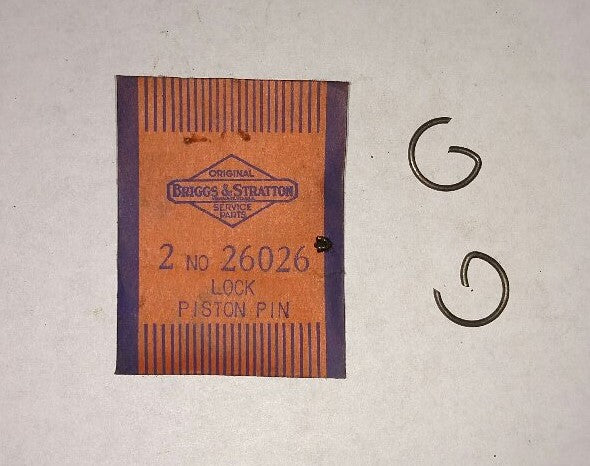 ORIGINAL
BRIGGS & STRATTON
SERVICE
PARTS
2 NO 26026
LOCK
PISTON PIN